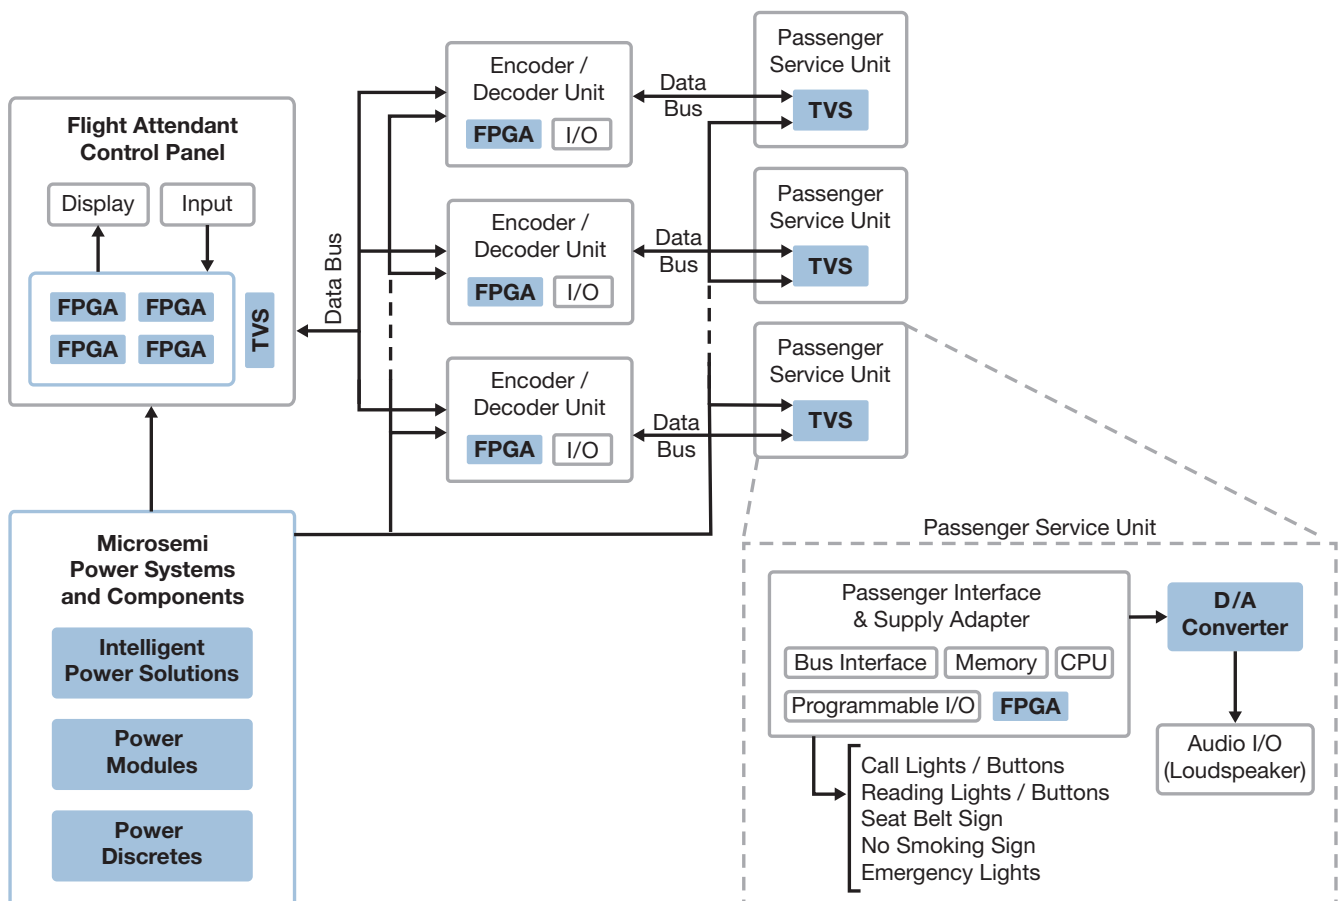 Flight Attendant
Control Panel
Display
Input
FPGA
FPGA
FPGA
FPGA
TVS
Data Bus
Encoder /
Decoder Unit
FPGA
I/O
Data
Bus
Passenger
Service Unit
TVS
Encoder /
Decoder Unit
FPGA
I/O
Data
Bus
Passenger
Service Unit
TVS
Encoder /
Decoder Unit
FPGA
I/O
Data
Bus
Passenger
Service Unit
TVS
Microsemi
Power Systems
and Components
Intelligent
Power Solutions
Power
Modules
Power
Discretes
Passenger Service Unit
Passenger Interface
& Supply Adapter
Bus Interface
Memory
CPU
Programmable I/O
FPGA
D/A
Converter
Audio I/O
(Loudspeaker)
Call Lights / Buttons
Reading Lights / Buttons
Seat Belt Sign
No Smoking Sign
Emergency Lights